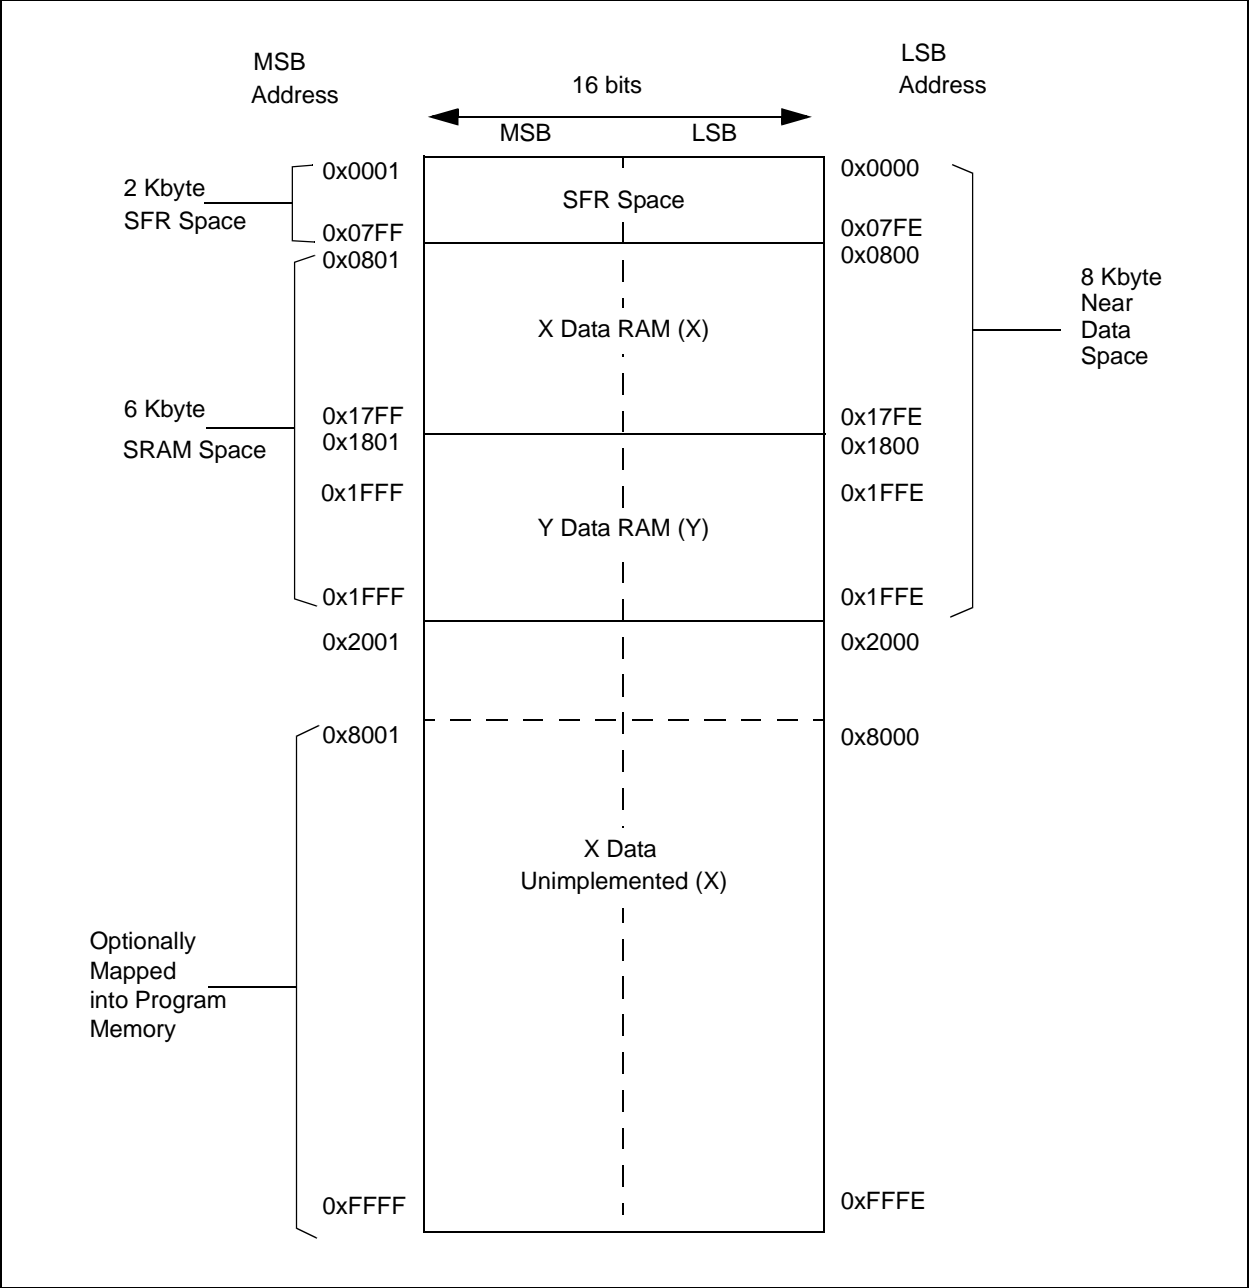 MSB
Address
LSB
Address
16 bits
MSB
LSB
2 Kbyte
SFR Space
0x0001
0x07FF
0x0801
SFR Space
0x0000
0x07FE
0x0800
8 Kbyte
Near
Data
Space
X Data RAM (X)
6 Kbyte
SRAM Space
0x17FF
0x1801
0x17FE
0x1800
0x1FFF
0x1FFE
Y Data RAM (Y)
0x1FFF
0x1FFE
0x2001
0x2000
0x8001
0x8000
X Data
Unimplemented (X)
Optionally
Mapped
into Program
Memory
0xFFFF
0xFFFE